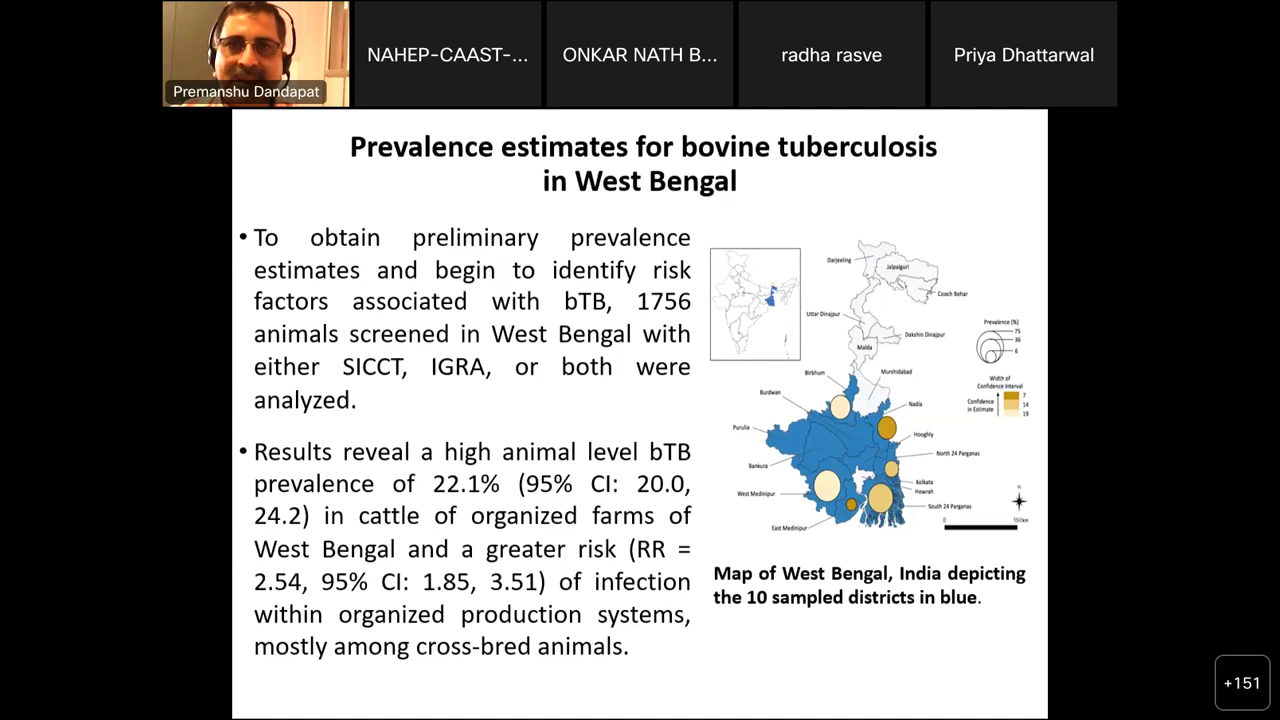 Premanshu Dandapat
NAHEP-CAAST-...
ONKAR NATH B...
radha rasve
Priya Dhattarwal
Prevalence estimates for bovine tuberculosis
in West Bengal
• To obtain preliminary prevalence
estimates and begin to identify risk
factors associated with bTB, 1756
animals screened in West Bengal with
either SICCT, IGRA, or both were
analyzed.
• Results reveal a high animal level bTB
prevalence of 22.1% (95% CI: 20.0,
24.2) in cattle of organized farms of
West Bengal and a greater risk (RR =
2.54, 95% CI: 1.85, 3.51) of infection
within organized production systems,
mostly among cross-bred animals.
Darjeeling
Jalpaiguri
Cooch Behar
Uttar Dinajpur
Dakshin Dinajpur
Malda
Murshidabad
Birbhum
Burdwan
Nadia
Purulia
Hooghly
North 24 Parganas
Bankura
Kolkata
Howrah
West Medinipur
South 24 Parganas
East Medinipur
Prevalence (%)
75
36
6
Width of
Confidence Interval
Confidence
in Estimate
7
14
19
N
0
150km
Map of West Bengal, India depicting
the 10 sampled districts in blue.
+151